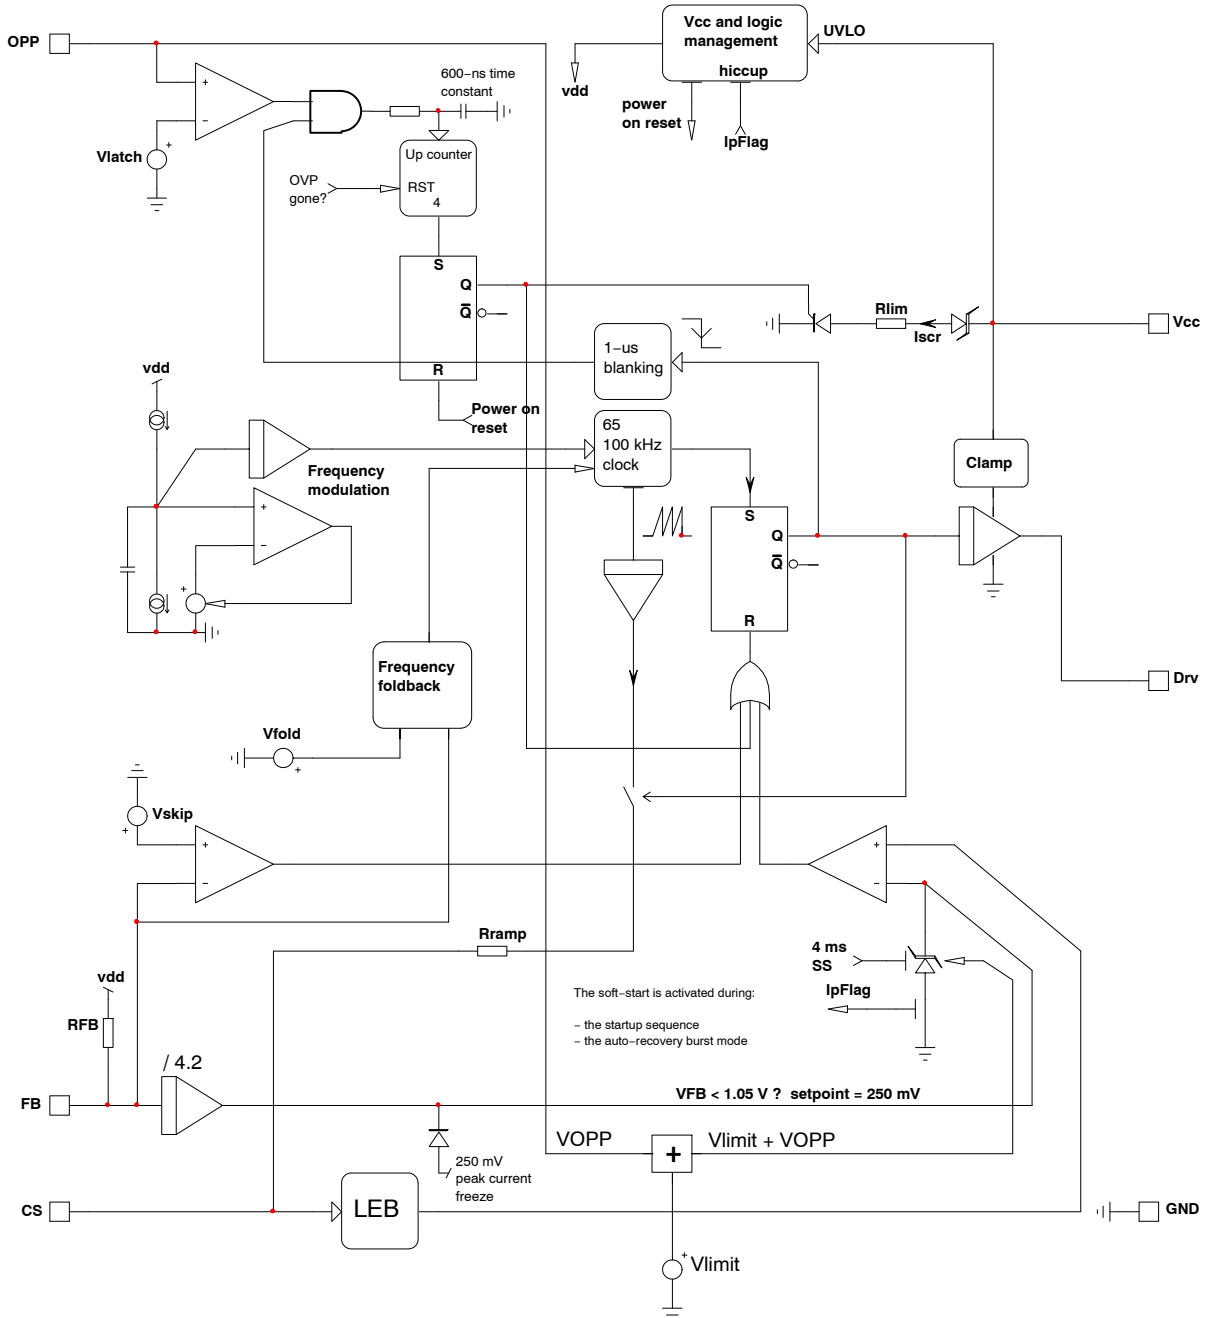 OPP
Vcc and logic
management
UVLO
hiccup
vdd
power
on reset
IpFlag
600−ns time
constant
+
−
Vlatch
+
Up counter
RST
4
OVP
gone?
S
Q
Q
R
Power on
reset
1−us
blanking
Rlim
Iscr
Vcc
vdd
65
100 kHz
clock
Frequency
modulation
+
−
+
Clamp
S
Q
Q
R
Drv
Frequency
foldback
Vfold
+
Vskip
+
+
−
+
−
Rramp
4 ms
SS
IpFlag
vdd
RFB
The soft−start is activated during:
− the startup sequence
− the auto−recovery burst mode
/ 4.2
FB
VFB < 1.05 V ? setpoint = 250 mV
VOPP
+
Vlimit + VOPP
250 mV
peak current
freeze
CS
LEB
GND
+
Vlimit